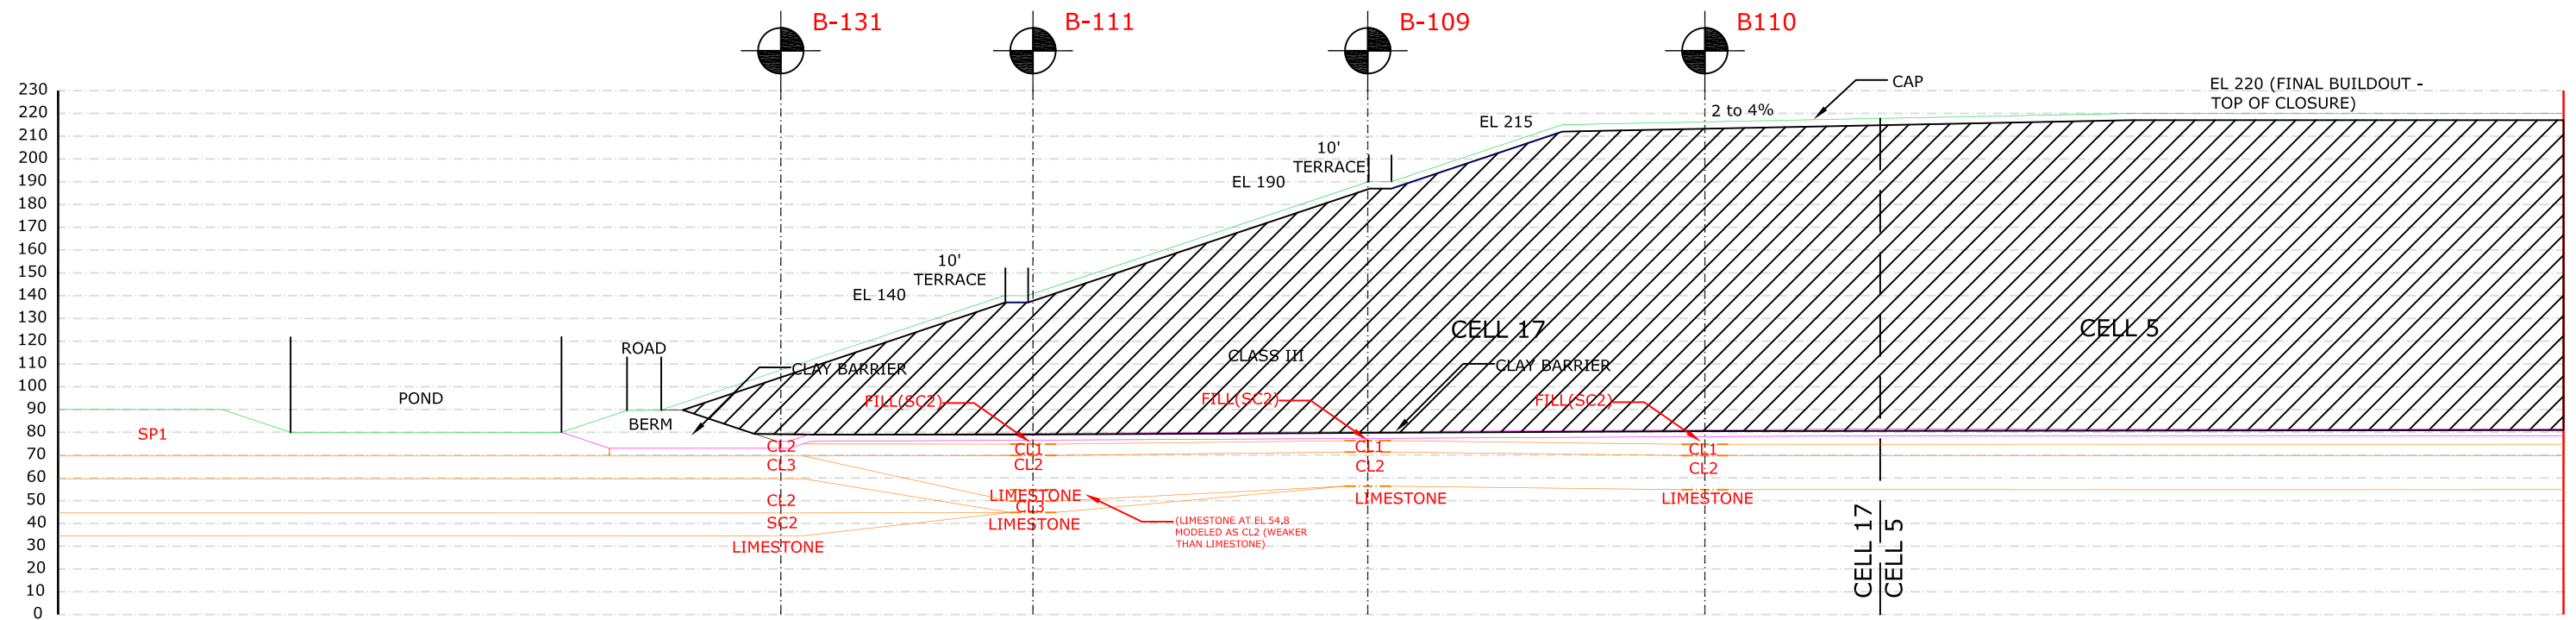 B-131
B-111
B-109
B110
230
220
210
200
190
180
170
160
150
140
130
120
110
100
90
80
70
60
50
40
30
20
10
0
CAP
EL 220 (FINAL BUILDOUT -
TOP OF CLOSURE)
2 to 4%
EL 215
10'
TERRACE
EL 190
10'
TERRACE
EL 140
ROAD
POND
BERM
CLAY BARRIER
CELL 17
CLASS III
CLAY BARRIER
CELL 5
FILL(SC2)
FILL(SC2)
FILL(SC2)
SP1
CL2
CL3
CL2
SC2
LIMESTONE
CL1
CL2
LIMESTONE
CL3
LIMESTONE
(LIMESTONE AT EL 54.8
MODELED AS CL2 (WEAKER
THAN LIMESTONE)
CL1
CL2
LIMESTONE
CL1
CL2
LIMESTONE
CELL 17
CELL 5